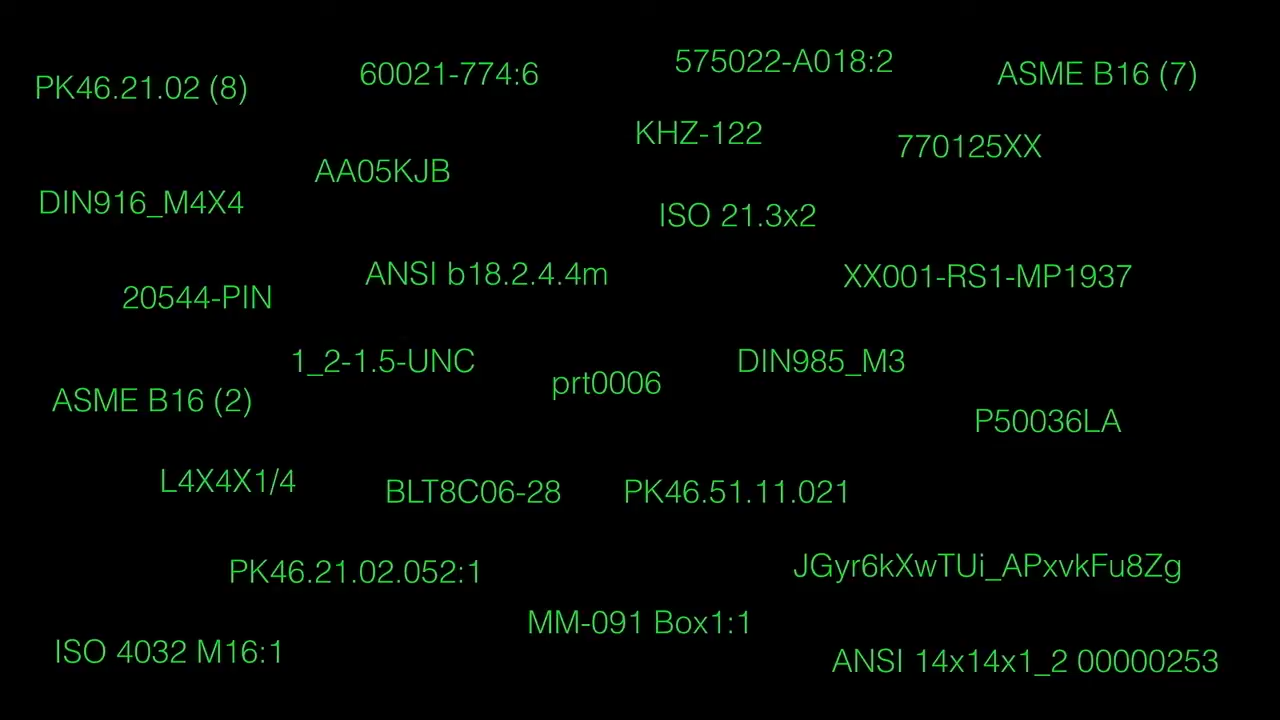 PK46.21.02 (8)
60021-774:6
575022-A018:2
ASME B16 (7)
KHZ-122
770125XX
AA05KJB
DIN916_M4X4
ISO 21.3x2
ANSI b18.2.4.4m
XX001-RS1-MP1937
20544-PIN
1_2-1.5-UNC
prt0006
DIN985_M3
ASME B16 (2)
P50036LA
L4X4X1/4
BLT8C06-28
PK46.51.11.021
PK46.21.02.052:1
JGyr6kXwTUi_APxvkFu8Zg
MM-091 Box1:1
ISO 4032 M16:1
ANSI 14x14x1_2 00000253